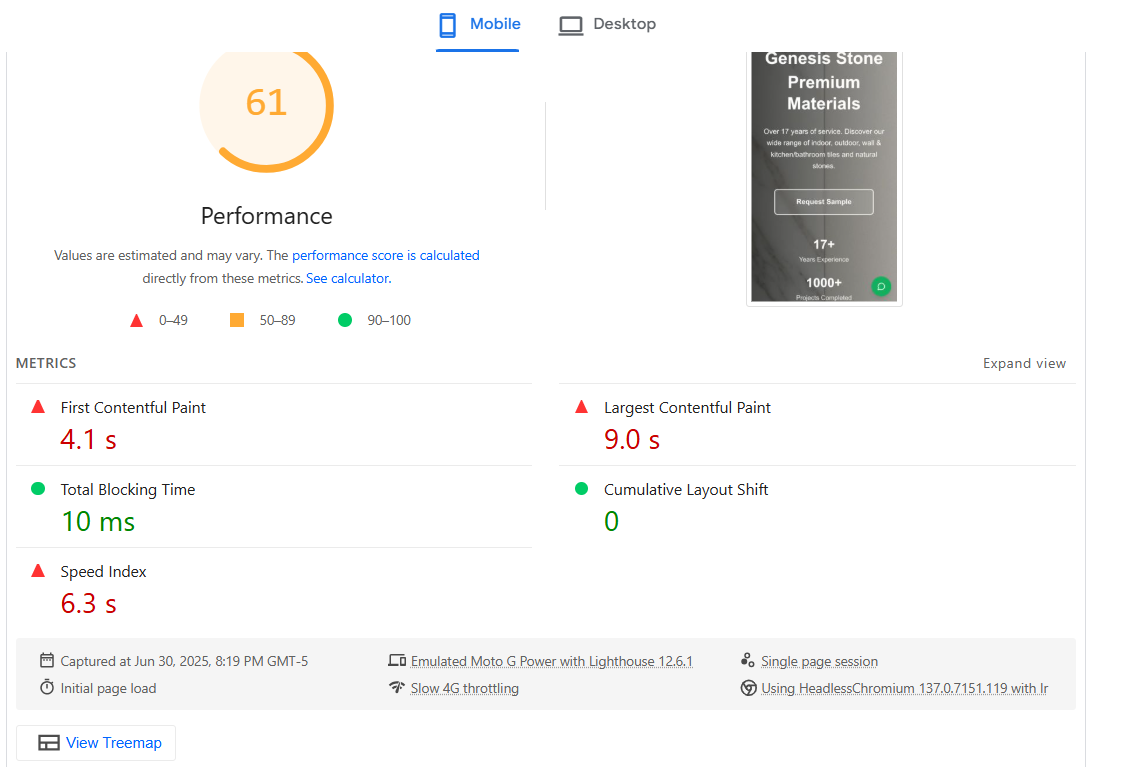 Mobile
Desktop
61
Performance
Values are estimated and may vary. The performance score is calculated
directly from these metrics. See calculator.
0–49
50–89
90–100
Genesis Stone
Premium
Materials
Over 17 years of service. Discover our
wide range of indoor, outdoor, wall &
kitchen/bathroom tiles and natural
stones.
Request Sample
17+
Years Experience
1000+
Projects Completed
METRICS
Expand view
First Contentful Paint
4.1 s
Largest Contentful Paint
9.0 s
Total Blocking Time
10 ms
Cumulative Layout Shift
0
Speed Index
6.3 s
Captured at Jun 30, 2025, 8:19 PM GMT-5
Emulated Moto G Power with Lighthouse 12.6.1
Single page session
Initial page load
Slow 4G throttling
Using HeadlessChromium 137.0.7151.119 with lr
View Treemap